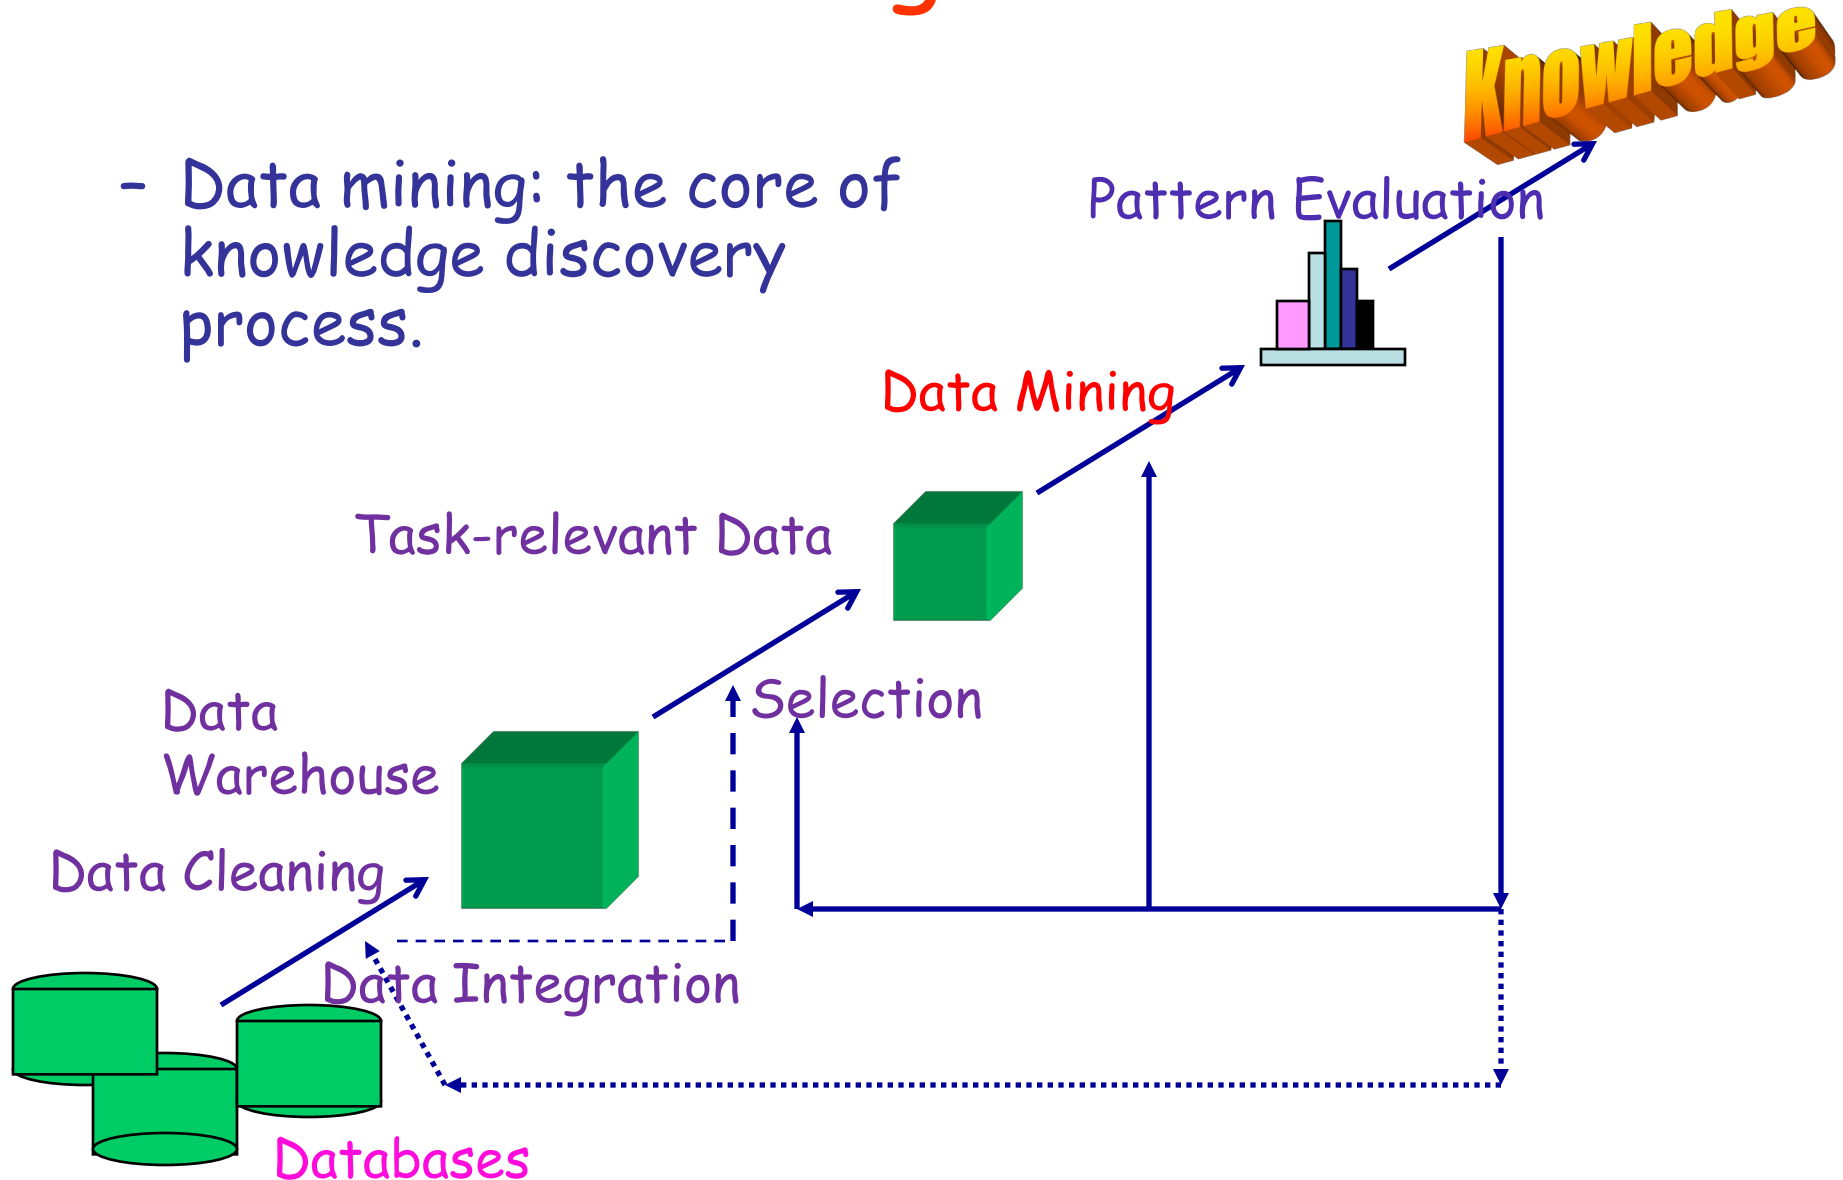 Knowledge
– Data mining: the core of
knowledge discovery
process.
Pattern Evaluation
Data Mining
Task-relevant Data
Selection
Data
Warehouse
Data Cleaning
Data Integration
Databases